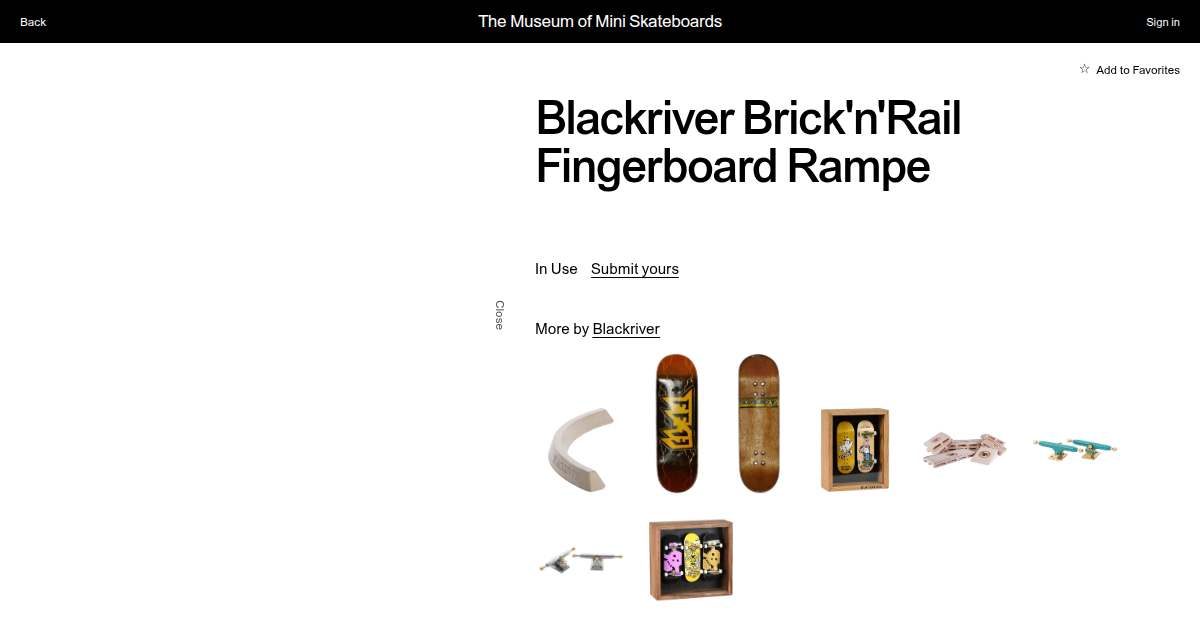 Back
The Museum of Mini Skateboards
Sign in
☆ Add to Favorites
Blackriver Brick'n'Rail
Fingerboard Rampe
In Use Submit yours
Close
More by Blackriver